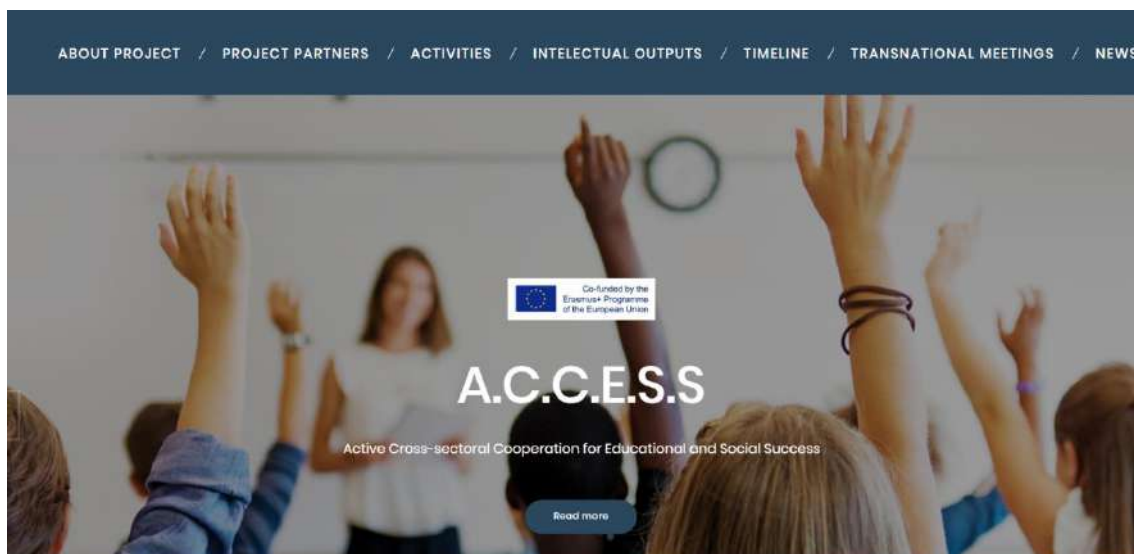 ABOUT PROJECT / PROJECT PARTNERS / ACTIVITIES / INTELECTUAL OUTPUTS / TIMELINE / TRANSNATIONAL MEETINGS / NEWS
Co-funded by the
Erasmus+ Programme
of the European Union
A.C.C.E.S.S
Active Cross-sectoral Cooperation for Educational and Social Success
Read more